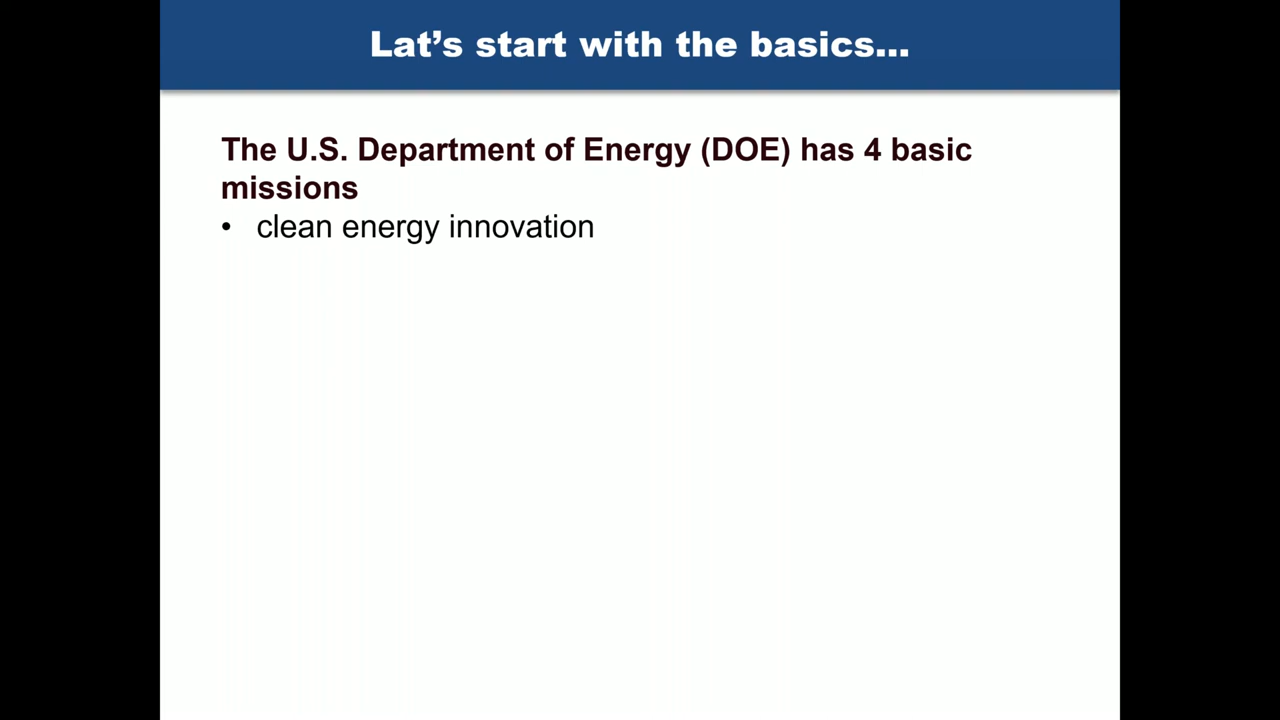 Lat’s start with the basics…
The U.S. Department of Energy (DOE) has 4 basic
missions
• clean energy innovation